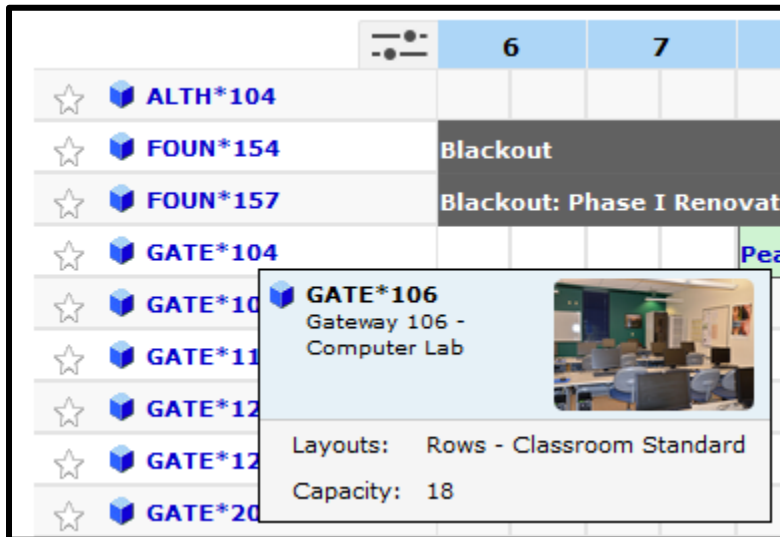 6 7
ALTH*104
FOUN*154 Blackout
FOUN*157 Blackout: Phase I Renovat
GATE*104 Pea
GATE*10
GATE*11
GATE*12
GATE*12
GATE*20
GATE*106
Gateway 106 -
Computer Lab
Layouts: Rows - Classroom Standard
Capacity: 18